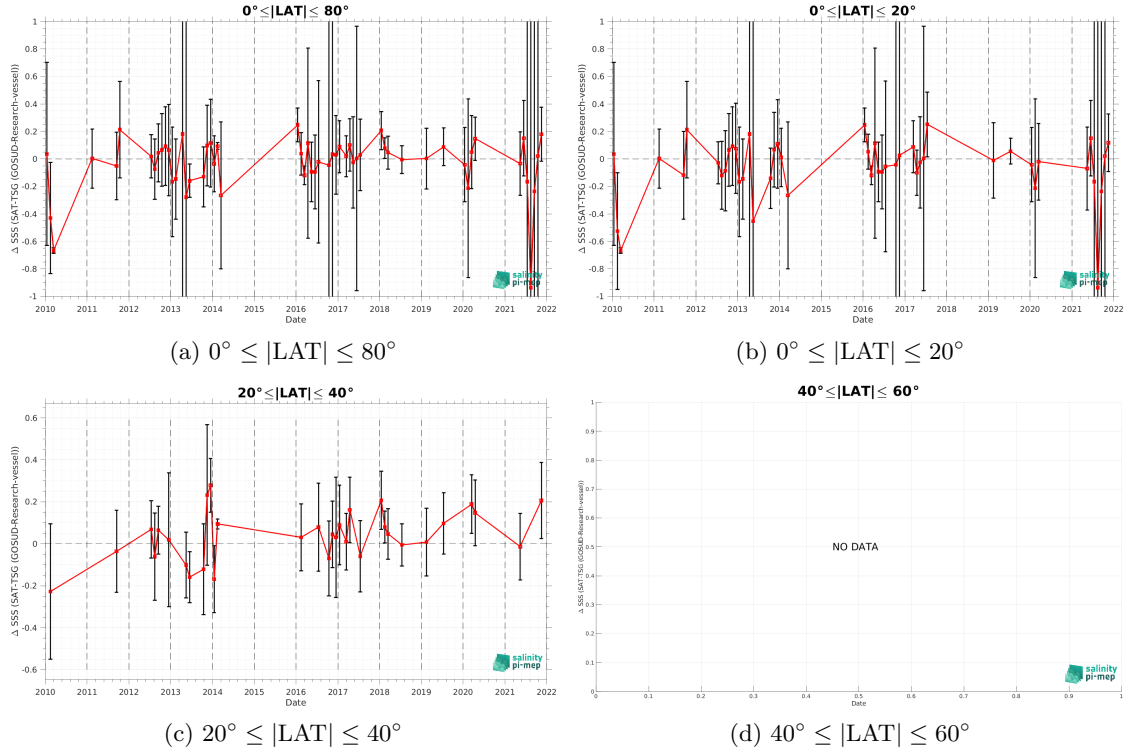 0°≤|LAT|≤ 80°
1
0.8
0.6
0.4
0.2
0
-0.2
-0.4
-0.6
-0.8
-1
Δ SSS (SAT-TSG (GOSUD-Research-vessel))
salinity
pi-mep
2010 2011 2012 2013 2014 2015 2016 2017 2018 2019 2020 2021 2022
Date
(a) 0° ≤ |LAT| ≤ 80°
0°≤|LAT|≤ 20°
1
0.8
0.6
0.4
0.2
0
-0.2
-0.4
-0.6
-0.8
-1
Δ SSS (SAT-TSG (GOSUD-Research-vessel))
salinity
pi-mep
2010 2011 2012 2013 2014 2015 2016 2017 2018 2019 2020 2021 2022
Date
(b) 0° ≤ |LAT| ≤ 20°
20°≤|LAT|≤ 40°
0.6
0.4
0.2
0
-0.2
-0.4
-0.6
Δ SSS (SAT-TSG (GOSUD-Research-vessel))
salinity
pi-mep
2010 2011 2012 2013 2014 2015 2016 2017 2018 2019 2020 2021 2022
Date
(c) 20° ≤ |LAT| ≤ 40°
40°≤|LAT|≤ 60°
1
0.9
0.8
0.7
0.6
0.5
0.4
0.3
0.2
0.1
0
Δ SSS (SAT-TSG (GOSUD-Research-vessel))
NO DATA
salinity
pi-mep
0 0.1 0.2 0.3 0.4 0.5 0.6 0.7 0.8 0.9 1
Date
(d) 40° ≤ |LAT| ≤ 60°